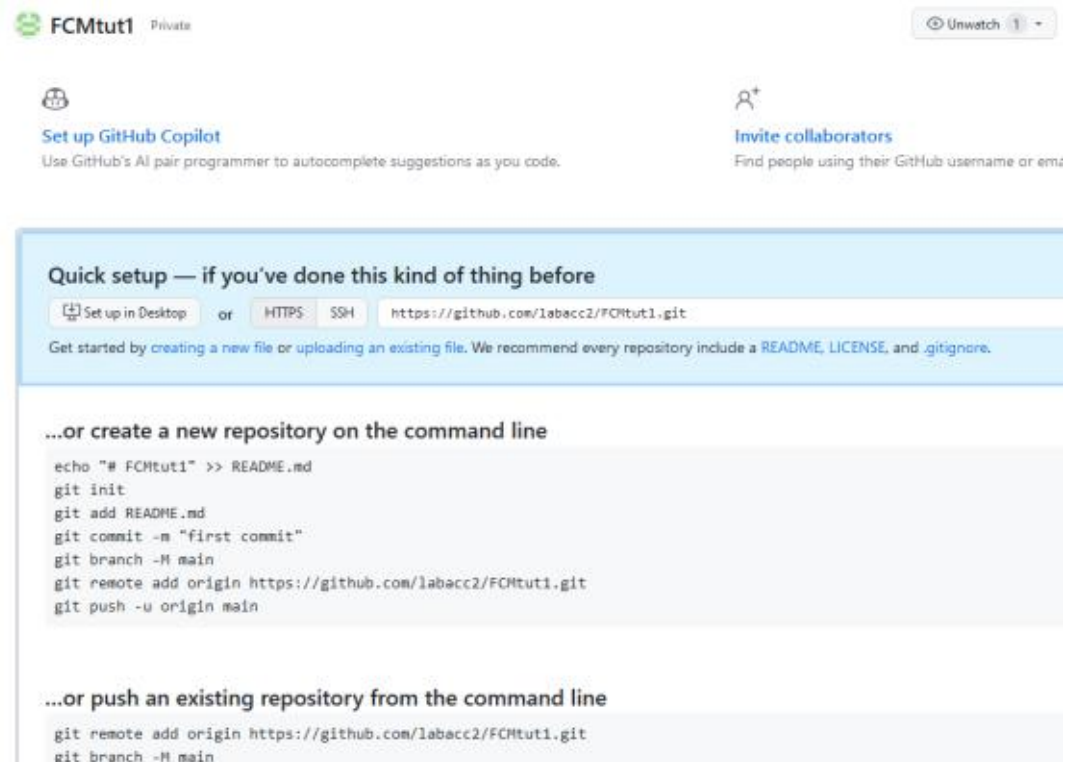 FCMtut1 Private
Unwatch 1
Set up GitHub Copilot
Use GitHub's AI pair programmer to autocomplete suggestions as you code.
Invite collaborators
Find people using their GitHub username or ema
Quick setup — if you've done this kind of thing before
Set up in Desktop or HTTPS SSH https://github.com/labacc2/FCMtut1.git
Get started by creating a new file or uploading an existing file. We recommend every repository include a README, LICENSE, and .gitignore.
...or create a new repository on the command line
echo "# FCMtut1" >> README.md
git init
git add README.md
git commit -m "first commit"
git branch -M main
git remote add origin https://github.com/labacc2/FCMtut1.git
git push -u origin main
...or push an existing repository from the command line
git remote add origin https://github.com/labacc2/FCMtut1.git
git branch -M main